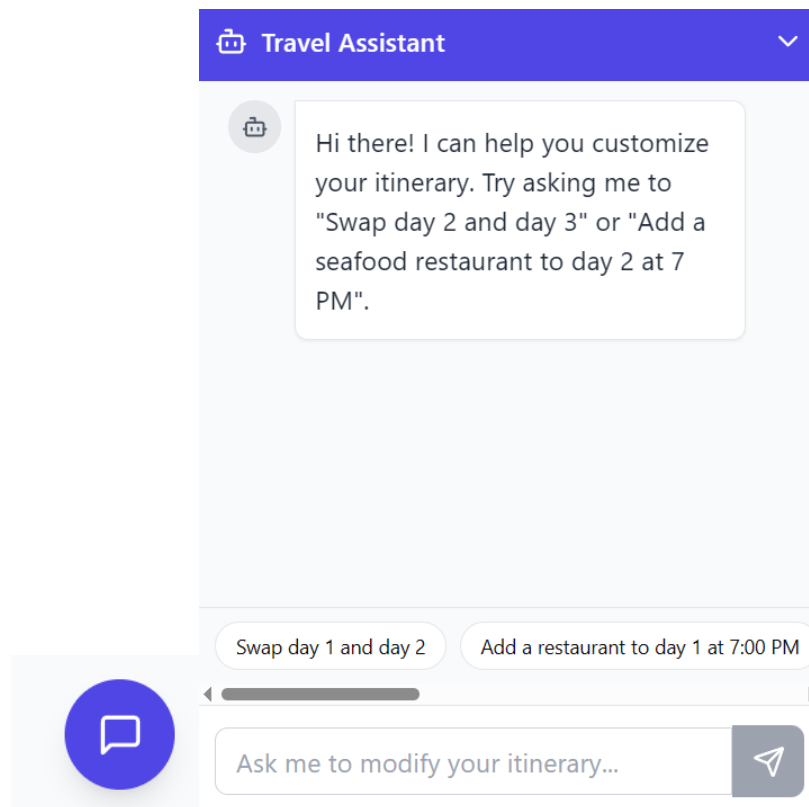 Travel Assistant
Hi there! I can help you customize
your itinerary. Try asking me to
"Swap day 2 and day 3" or "Add a
seafood restaurant to day 2 at 7
PM".
Swap day 1 and day 2
Add a restaurant to day 1 at 7:00 PM
Ask me to modify your itinerary...